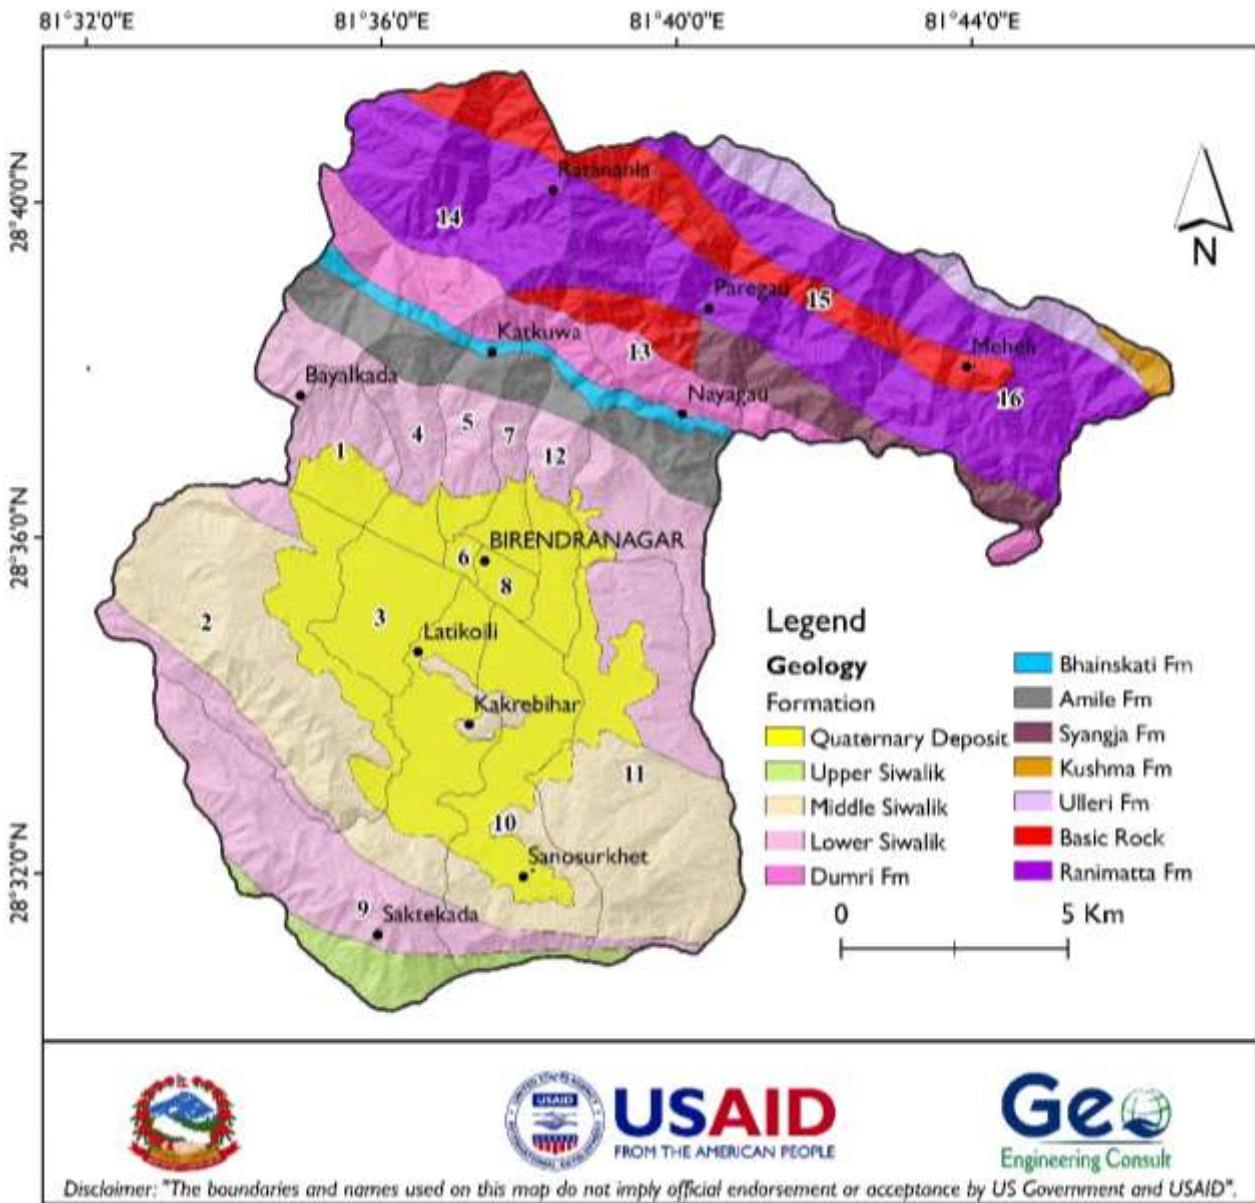 81°32'0"E 81°36'0"E 81°40'0"E 81°44'0"E
28°40'0"N
28°36'0"N
28°32'0"N
N
Ratananla
14
Paregau
15
Katkuwa
13
Meheli
Bayalkada
Nayagau
16
1
4
5
7
12
BIRENDRANAGAR
6
8
2
3
Latikoili
Kakrebihar
11
10
Sanosurkhet
9
Saktekada
Legend
Geology
Formation
Quaternary Deposit
Upper Siwalik
Middle Siwalik
Lower Siwalik
Dumri Fm
Bhainskati Fm
Amile Fm
Syangja Fm
Kushma Fm
Ulleri Fm
Basic Rock
Ranimatta Fm
0 5 Km
USAID
USAID
FROM THE AMERICAN PEOPLE
Geo
Engineering Consult
Disclaimer: "The boundaries and names used on this map do not imply official endorsement or acceptance by US Government and USAID".